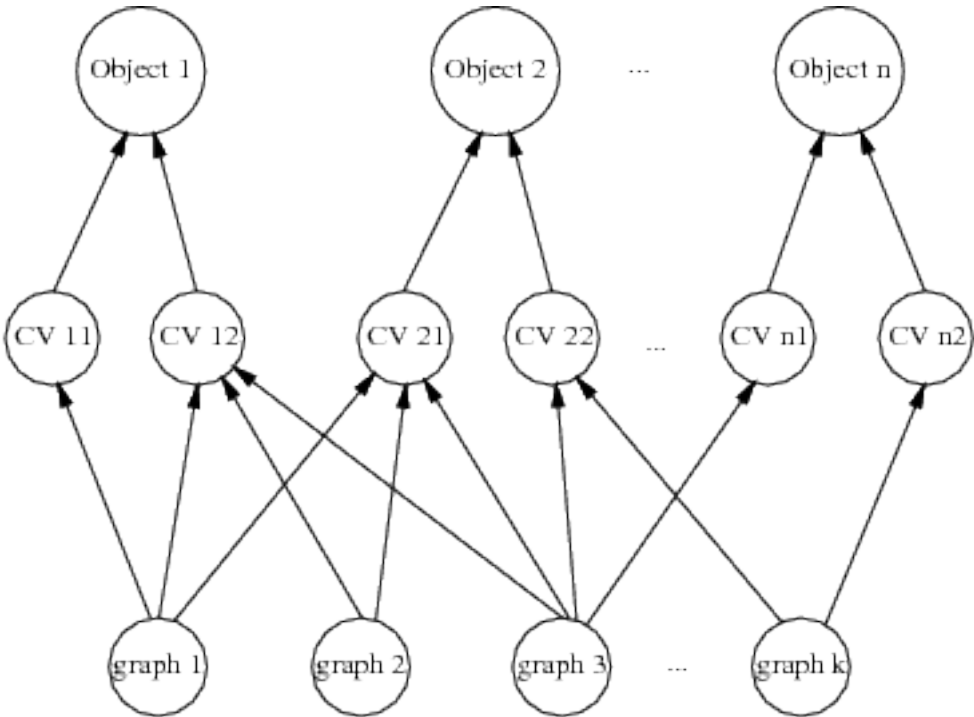 Object 1
Object 2
...
Object n
CV 11
CV 12
CV 21
CV 22
...
CV n1
CV n2
graph 1
graph 2
graph 3
...
graph k